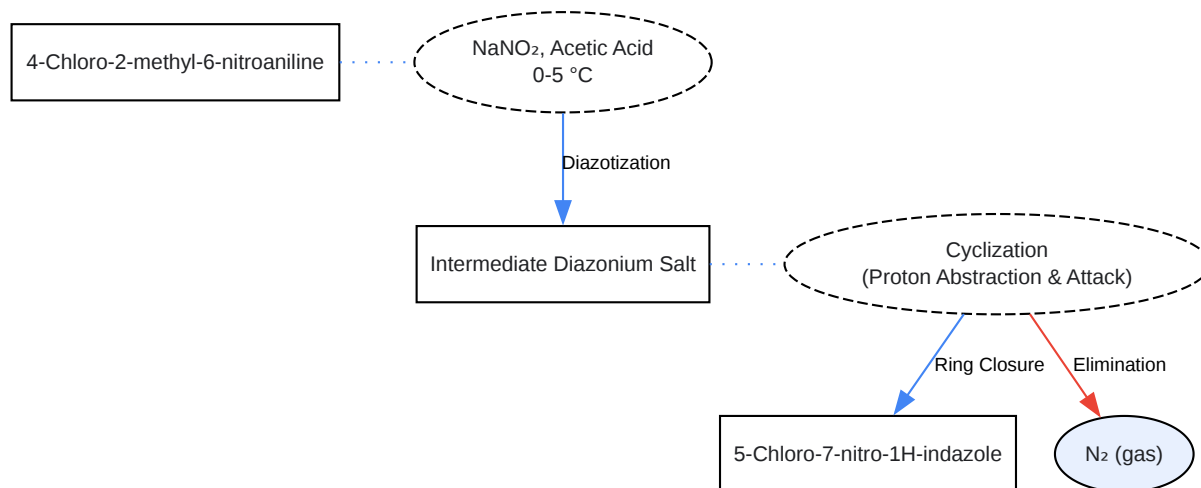 4-Chloro-2-methyl-6-nitroaniline
NaNO₂, Acetic Acid
0-5 °C
Diazotization
Intermediate Diazonium Salt
Cyclization
(Proton Abstraction & Attack)
Ring Closure
Elimination
5-Chloro-7-nitro-1H-indazole
N₂ (gas)